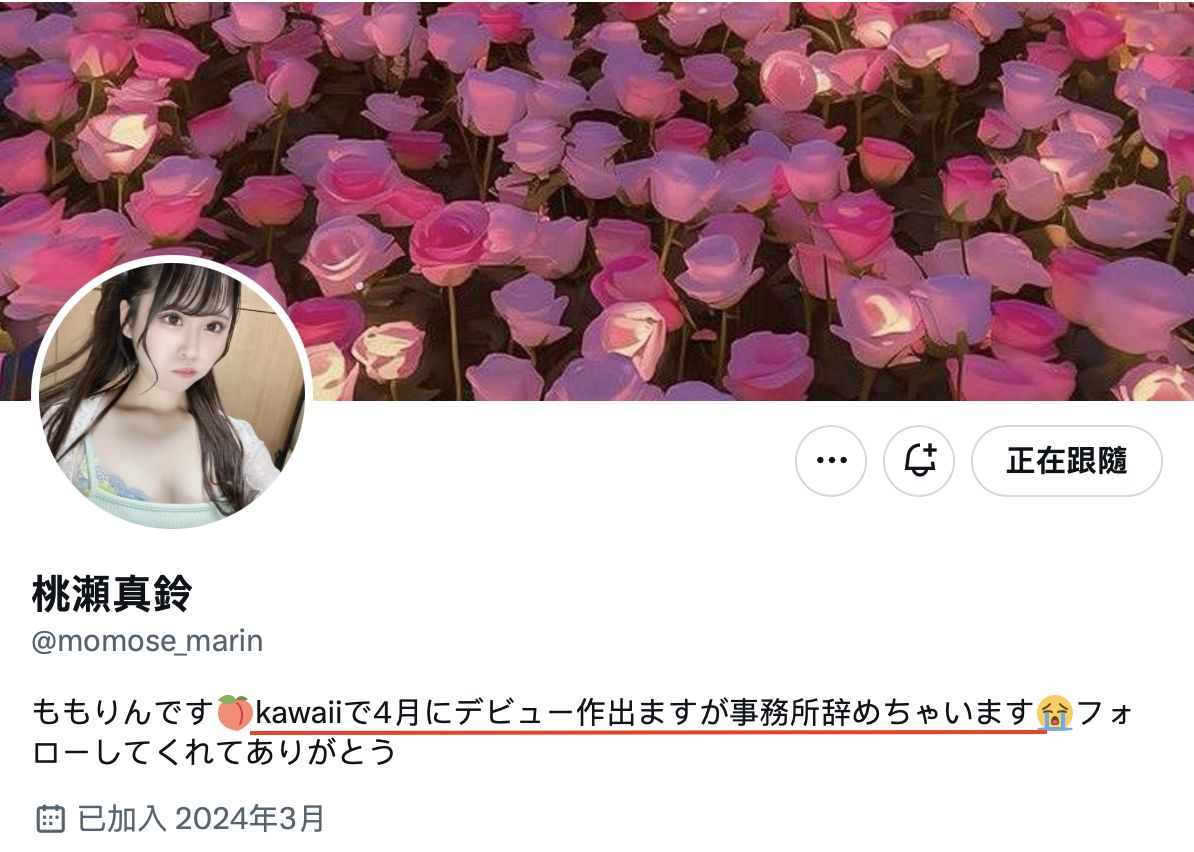 正在跟隨
桃瀬真鈴
@momose_marin
ももりんです🍑kawaiiで4月にデビュー作出ますが事務所辞めちゃいます😭フォ
ローしてくれてありがとう
已加入 2024年3月